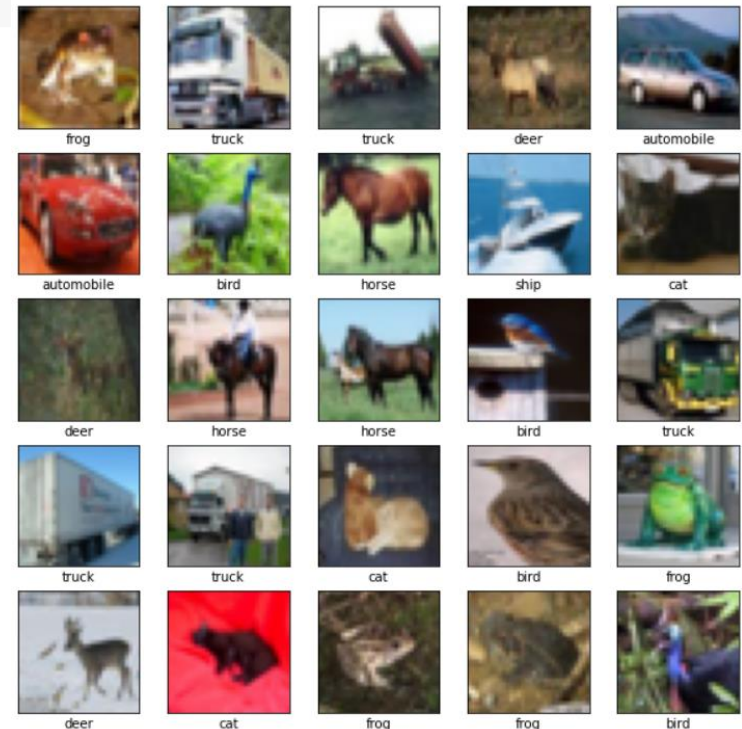 frog truck truck deer automobile
automobile bird horse ship cat
deer horse horse bird truck
truck truck cat bird frog
deer cat frog frog bird